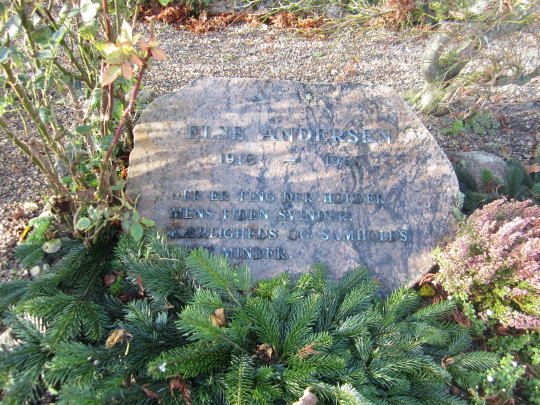 ELSE ANDERSEN
DER ER TING DER HOLDER
MENS TIDEN SVINDER
KÆRLIGHEDS OG SAMHOLDS
MINDER